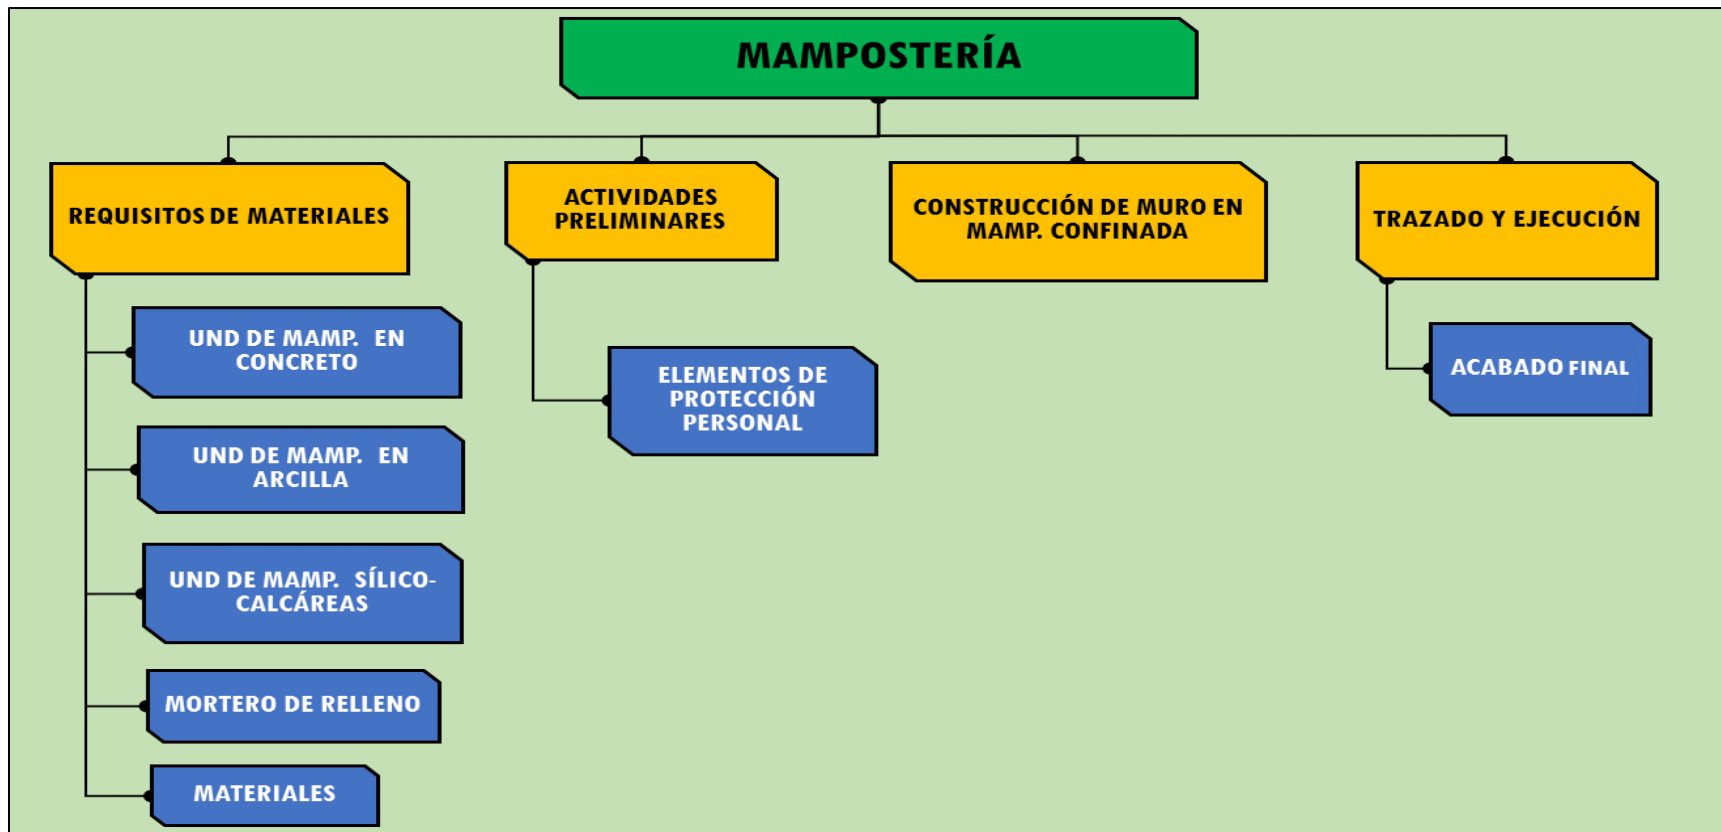 MAMPOSTERÍA
REQUISITOS DE MATERIALES
ACTIVIDADES
PRELIMINARES
CONSTRUCCIÓN DE MURO EN
MAMP. CONFINADA
TRAZADO Y EJECUCIÓN
UND DE MAMP. EN
CONCRETO
UND DE MAMP. EN
ARCILLA
UND DE MAMP. SÍLICO-
CALCÁREAS
MORTERO DE RELLENO
MATERIALES
ELEMENTOS DE
PROTECCIÓN
PERSONAL
ACABADO FINAL